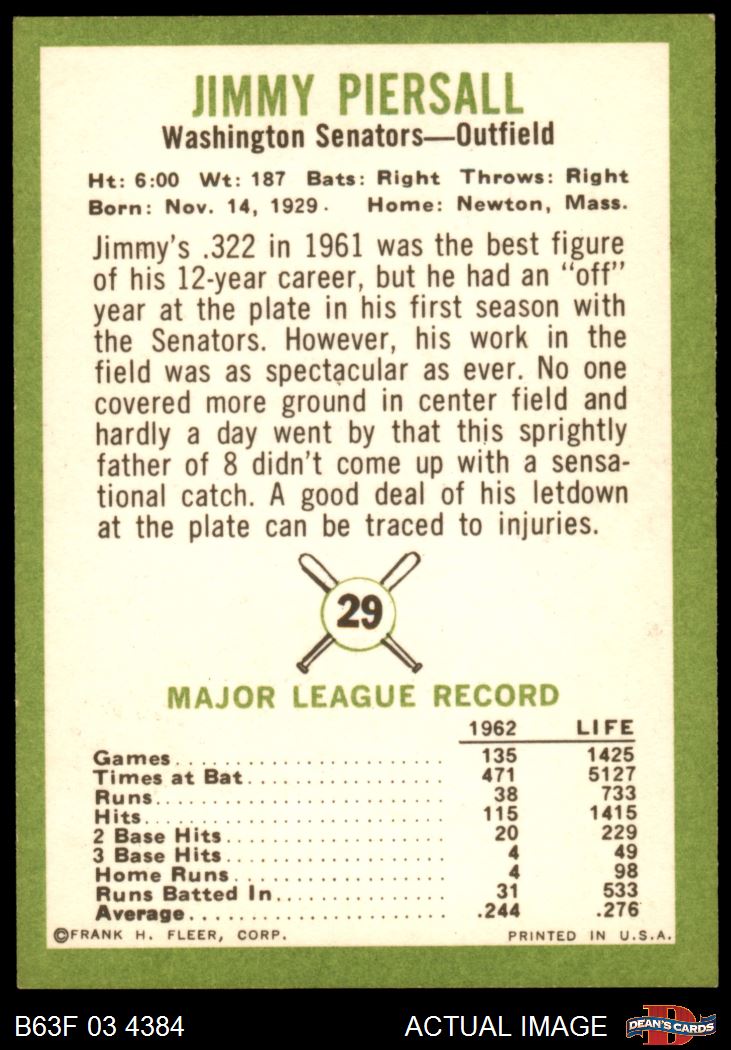 JIMMY PIERSALL
Washington Senators—Outfield
Ht: 6:00 Wt: 187 Bats: Right Throws: Right
Born: Nov. 14, 1929. Home: Newton, Mass.
Jimmy's .322 in 1961 was the best figure
of his 12-year career, but he had an "off"
year at the plate in his first season with
the Senators. However, his work in the
field was as spectacular as ever. No one
covered more ground in center field and
hardly a day went by that this sprightly
father of 8 didn't come up with a sensa-
tional catch. A good deal of his letdown
at the plate can be traced to injuries.
29
MAJOR LEAGUE RECORD
1962 LIFE
Games 135 1425
Times at Bat 471 5127
Runs 38 733
Hits 115 1415
2 Base Hits 20 229
3 Base Hits 4 49
Home Runs 4 98
Runs Batted In 31 533
Average .244 .276
©FRANK H. FLEER, CORP. PRINTED IN U.S.A.
B63F 03 4384 ACTUAL IMAGE D DEAN'S CARDS